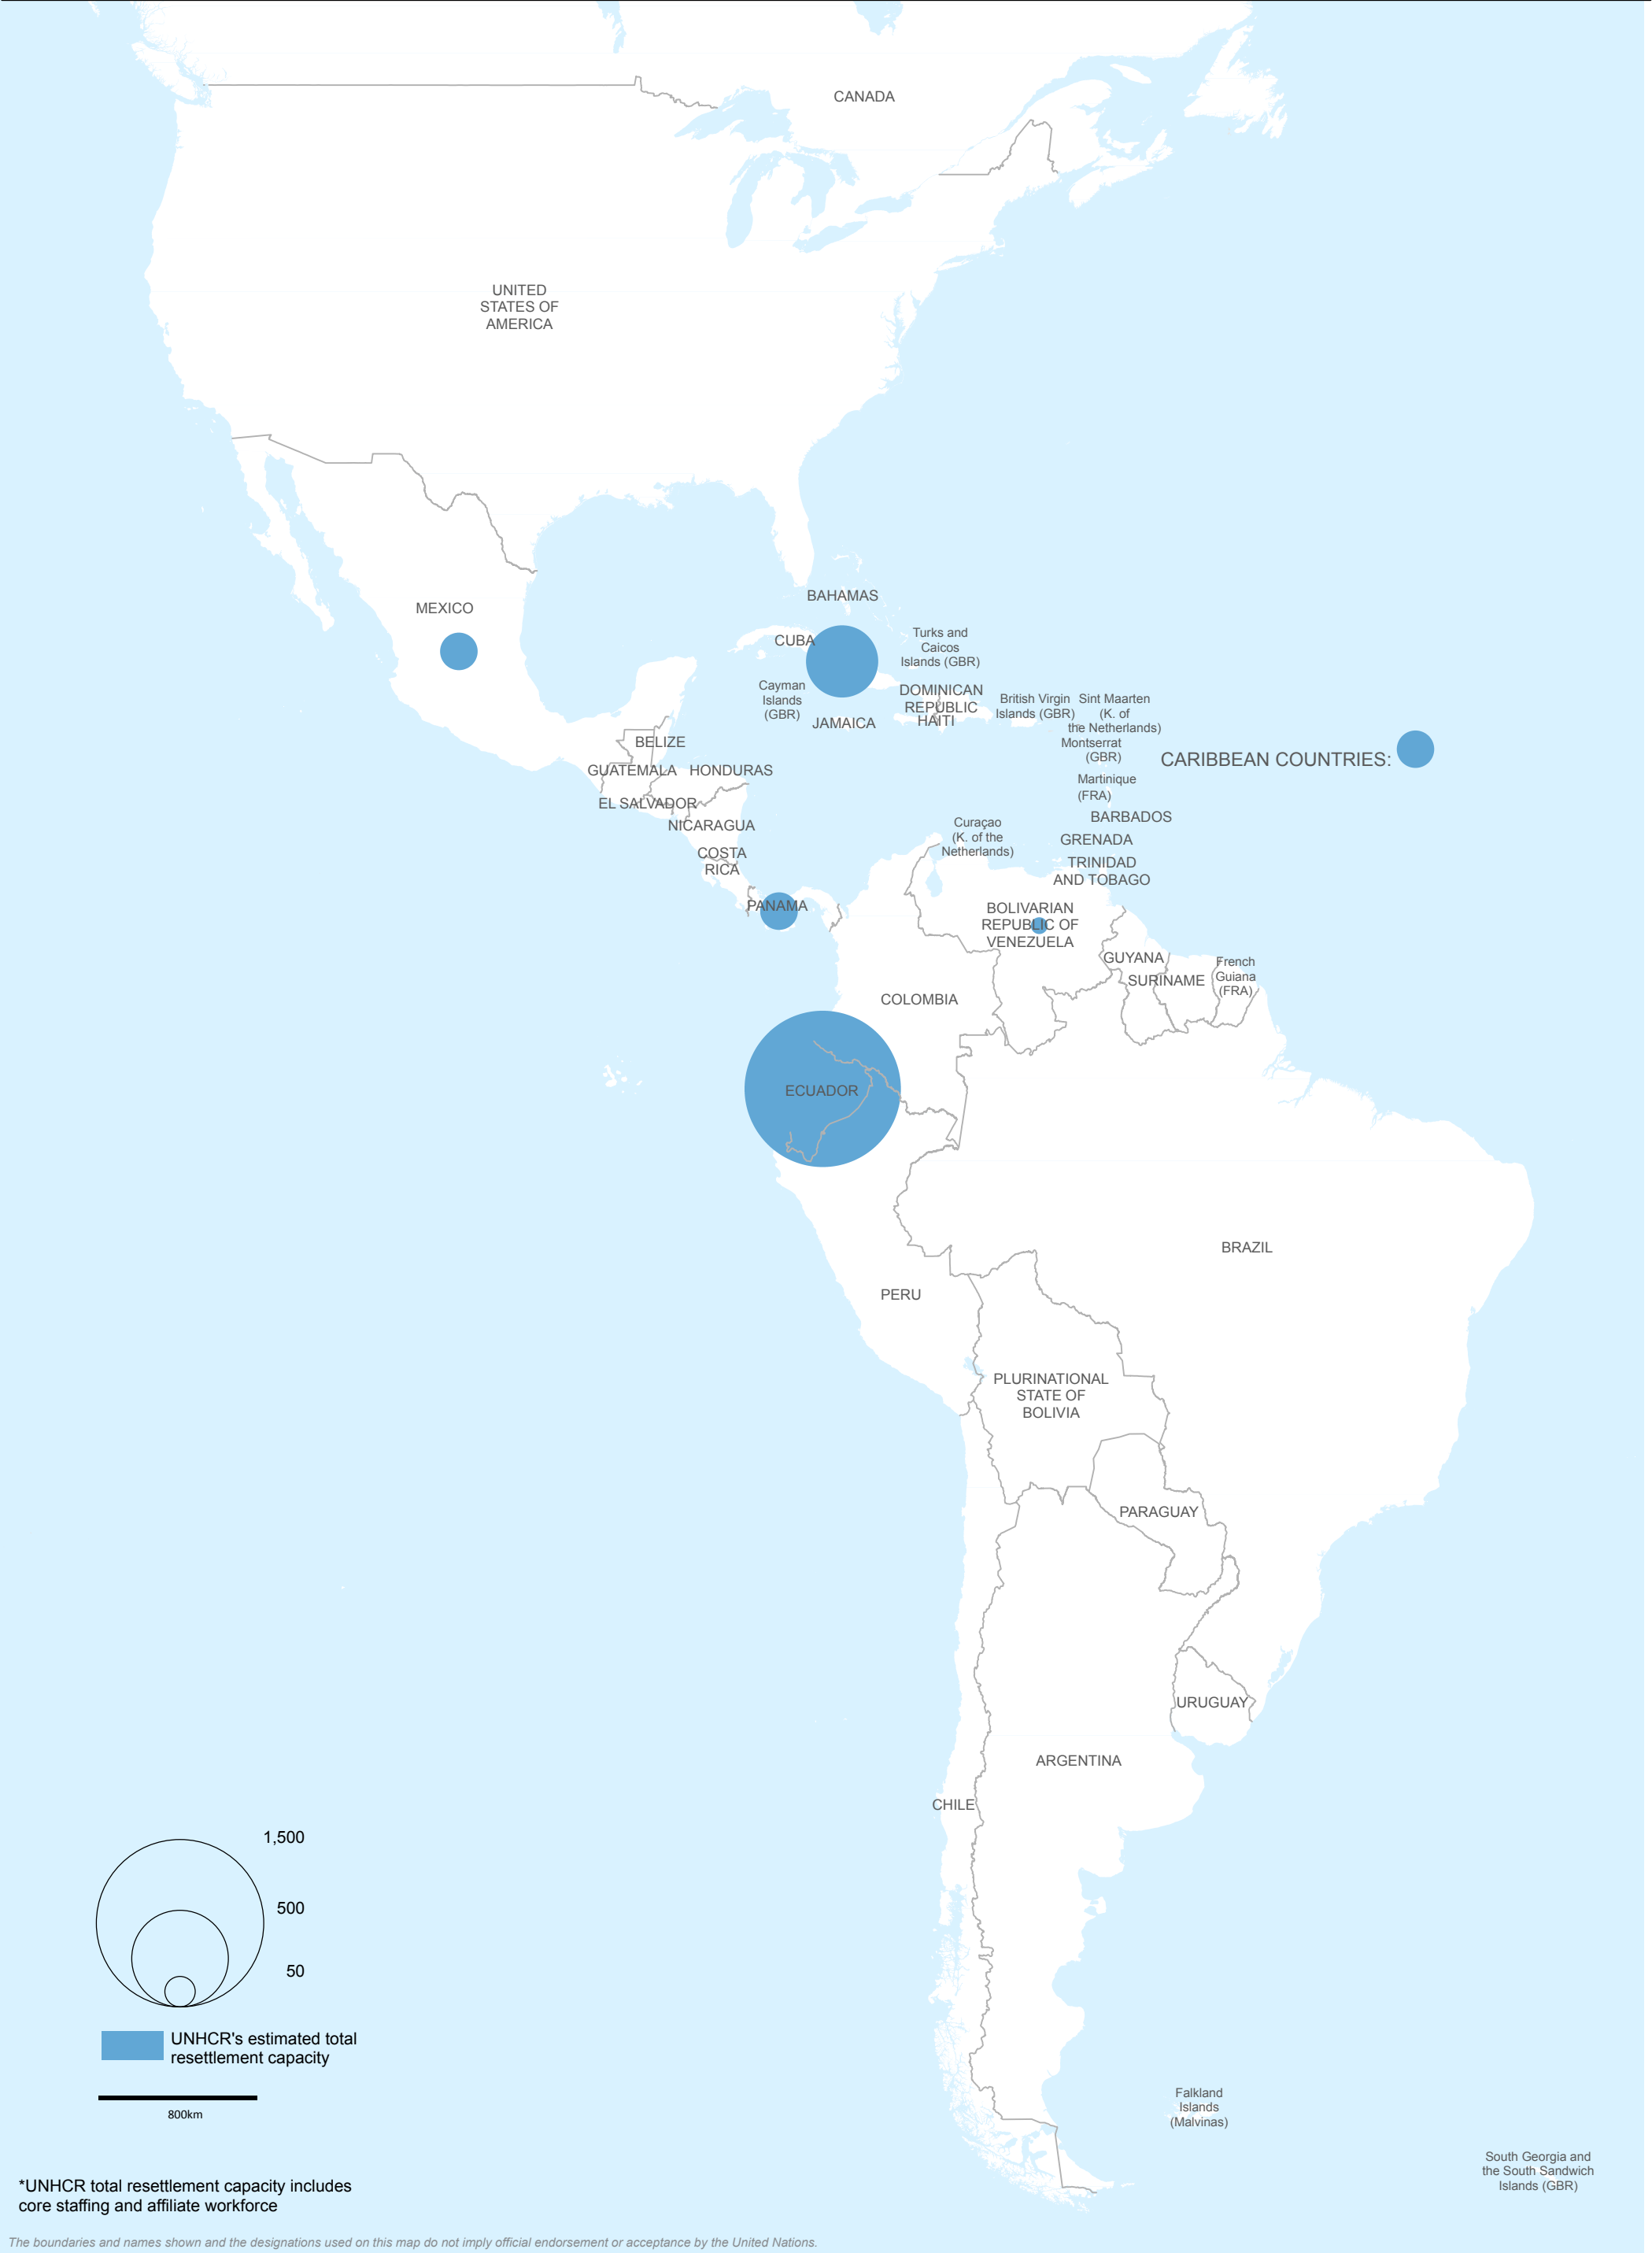 CANADA
UNITED
STATES OF
AMERICA
MEXICO
BAHAMAS
CUBA
Turks and
Caicos
Islands (GBR)
Cayman
Islands
(GBR)
JAMAICA
DOMINICAN
REPUBLIC
HAITI
British Virgin
Islands (GBR)
Sint Maarten
(K. of
the Netherlands)
Montserrat
(GBR)
CARIBBEAN COUNTRIES:
Martinique
(FRA)
BARBADOS
GRENADA
TRINIDAD
AND TOBAGO
Curaçao
(K. of the
Netherlands)
BELIZE
GUATEMALA
HONDURAS
EL SALVADOR
NICARAGUA
COSTA
RICA
PANAMA
BOLIVARIAN
REPUBLIC OF
VENEZUELA
GUYANA
SURINAME
French
Guiana
(FRA)
COLOMBIA
ECUADOR
BRAZIL
PERU
PLURINATIONAL
STATE OF
BOLIVIA
PARAGUAY
URUGUAY
ARGENTINA
CHILE
1,500
500
50
UNHCR's estimated total
resettlement capacity
800km
Falkland
Islands
(Malvinas)
South Georgia and
the South Sandwich
Islands (GBR)
*UNHCR total resettlement capacity includes
core staffing and affiliate workforce
The boundaries and names shown and the designations used on this map do not imply official endorsement or acceptance by the United Nations.